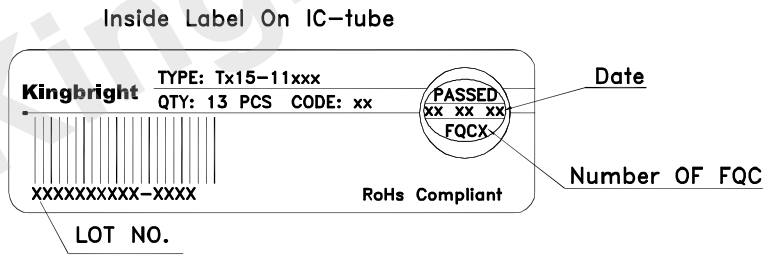 Inside Label On IC-tube
Kingbright
TYPE: Tx15-11xxx
QTY: 13 PCS CODE: xx
PASSED
xx xx xx
FQCX
Date
Number OF FQC
XXXXXXXXXX-XXXX
RoHs Compliant
LOT NO.